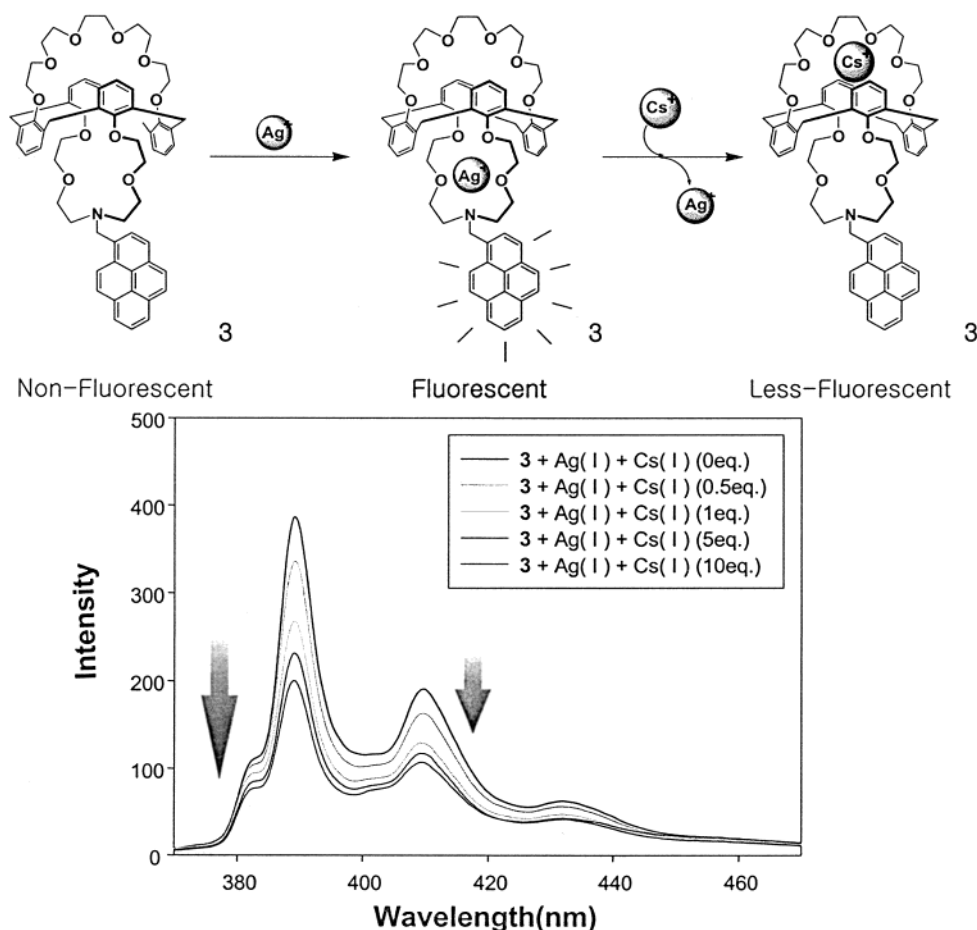 O O O O
O O
O O
O O
N
3
Ag+
O O O O
O O
O O
Ag+
O O
N
3
Cs+
Ag+
O O O O
Cs+
O O
O O
O O
N
3
Non-Fluorescent
Fluorescent
Less-Fluorescent
500
400
300
200
100
0
Intensity
3 + Ag( I ) + Cs( I ) (0eq.)
3 + Ag( I ) + Cs( I ) (0.5eq.)
3 + Ag( I ) + Cs( I ) (1eq.)
3 + Ag( I ) + Cs( I ) (5eq.)
3 + Ag( I ) + Cs( I ) (10eq.)
380 400 420 440 460
Wavelength(nm)